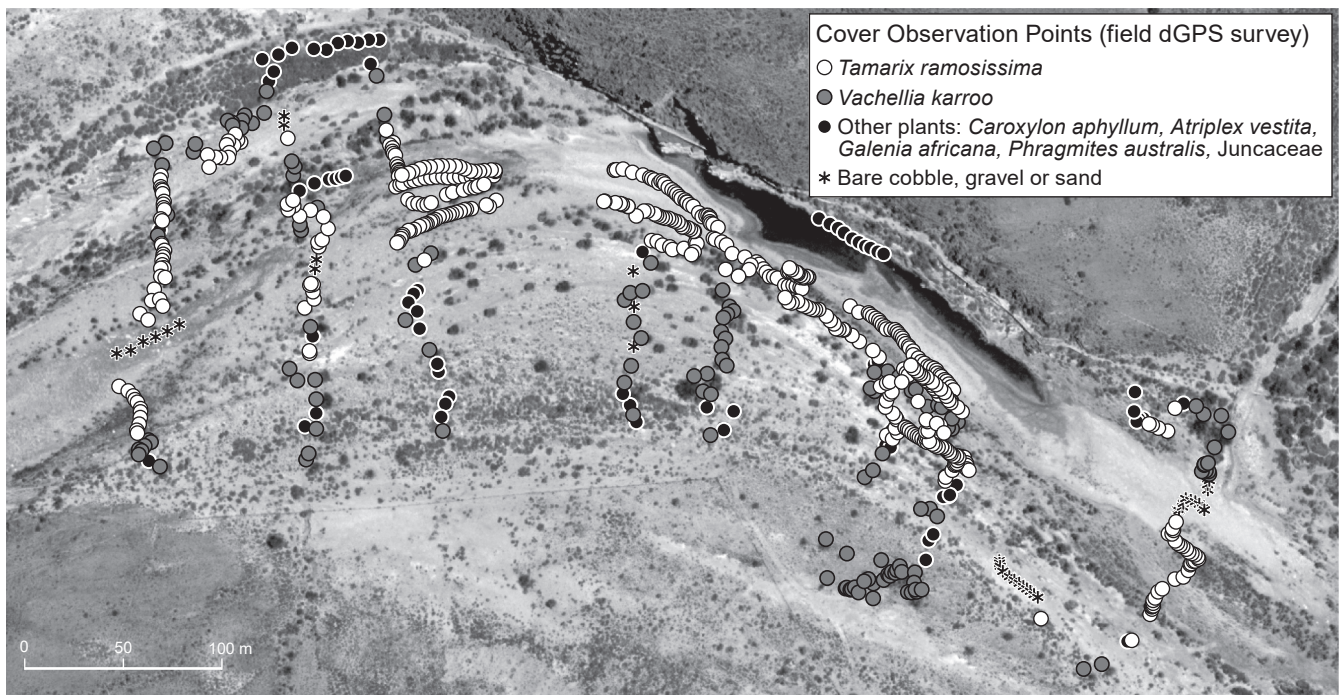 Cover Observation Points (field dGPS survey)
Tamarix ramosissima
Vachellia karroo
Other plants: Caroxylon aphyllum, Atriplex vestita,
Galenia africana, Phragmites australis, Juncaceae
Bare cobble, gravel or sand
0 50 100 m